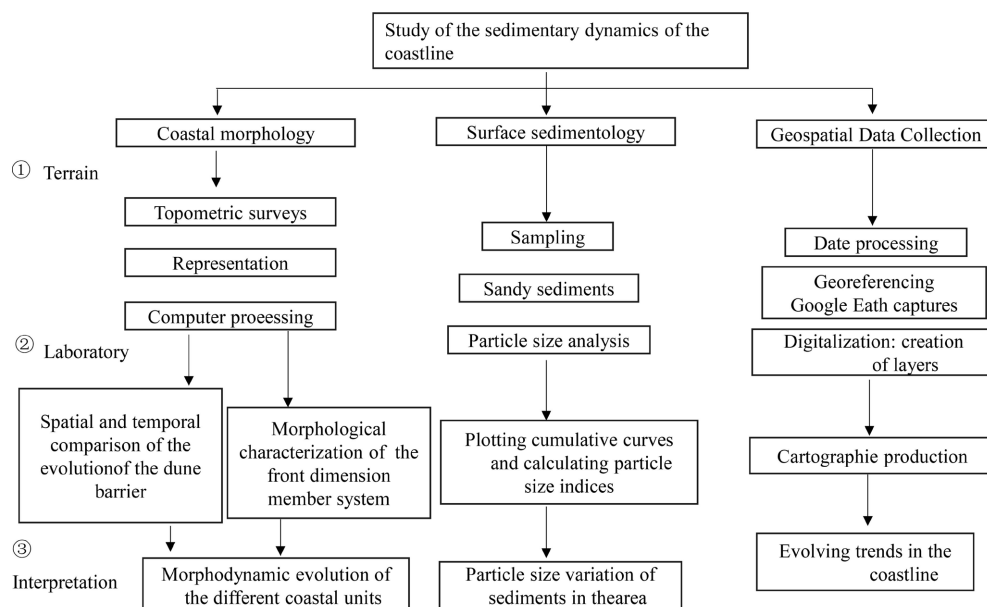 Study of the sedimentary dynamics of the
coastline
Coastal morphology
Surface sedimentology
Geospatial Data Collection
① Terrain
Topometric surveys
Sampling
Date processing
Representation
Sandy sediments
Georeferencing
Google Eath captures
Computer proeessing
② Laboratory
Particle size analysis
Digitalization: creation
of layers
Spatial and temporal
comparison of the
evolutionof the dune
barrier
Morphological
characterization of the
front dimension
member system
Plotting cumulative curves
and calculating particle
size indices
Cartographie production
③
Interpretation
Morphodynamic evolution of
the different coastal units
Particle size variation of
sediments in thearea
Evolving trends in the
coastline